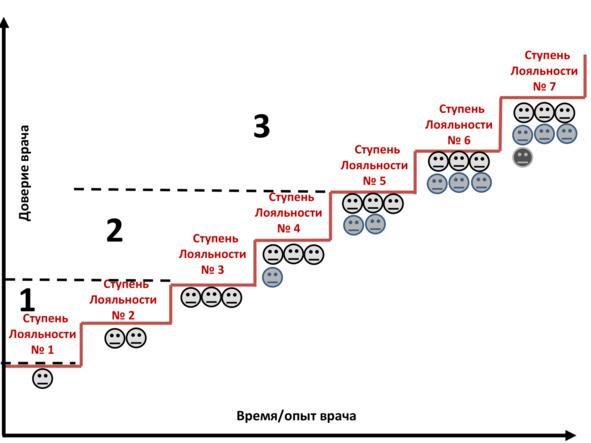 Ступень
Лояльности
№ 7
3
Ступень
Лояльности
№ 6
Ступень
Лояльности
№ 5
Доверие врача
Ступень
Лояльности
№ 4
2
Ступень
Лояльности
№ 3
Ступень
Лояльности
№ 2
1
Ступень
Лояльности
№ 1
Время/опыт врача